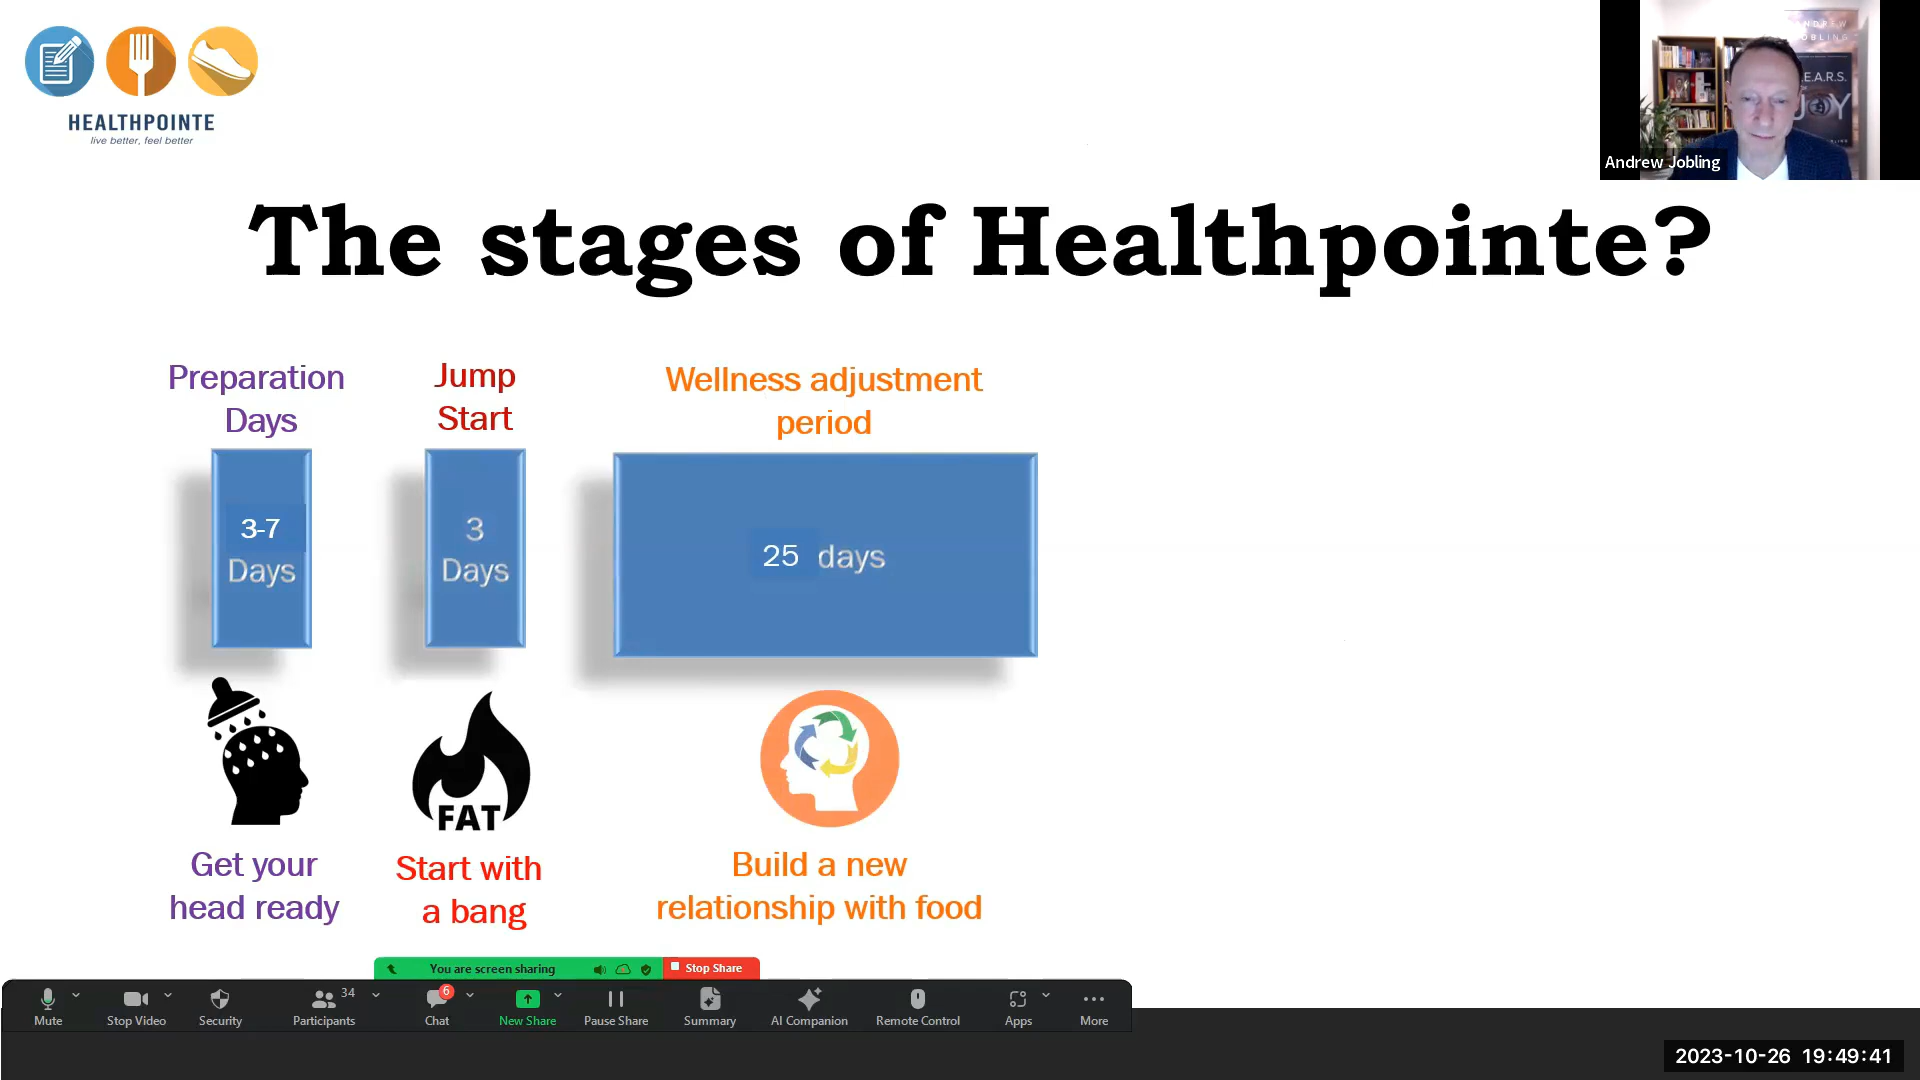 HEALTHPOINTE
live better, feel better
ANDREW
JOBLING
E.A.R.S.
JOY
Andrew Jobling
The stages of Healthpointe?
Preparation
Days
Jump
Start
Wellness adjustment
period
3-7
Days
3
Days
25 days
FAT
Get your
head ready
Start with
a bang
Build a new
relationship with food
You are screen sharing
Stop Share
Mute
Stop Video
Security
Participants 34
Chat 6
New Share
Pause Share
Summary
AI Companion
Remote Control
Apps
More
2023-10-26 19:49:41